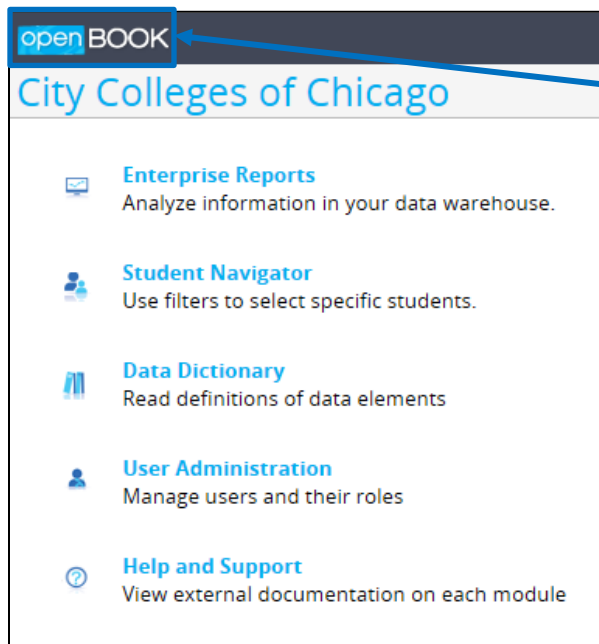 open BOOK
City Colleges of Chicago
Enterprise Reports
Analyze information in your data warehouse.
Student Navigator
Use filters to select specific students.
Data Dictionary
Read definitions of data elements
User Administration
Manage users and their roles
Help and Support
View external documentation on each module